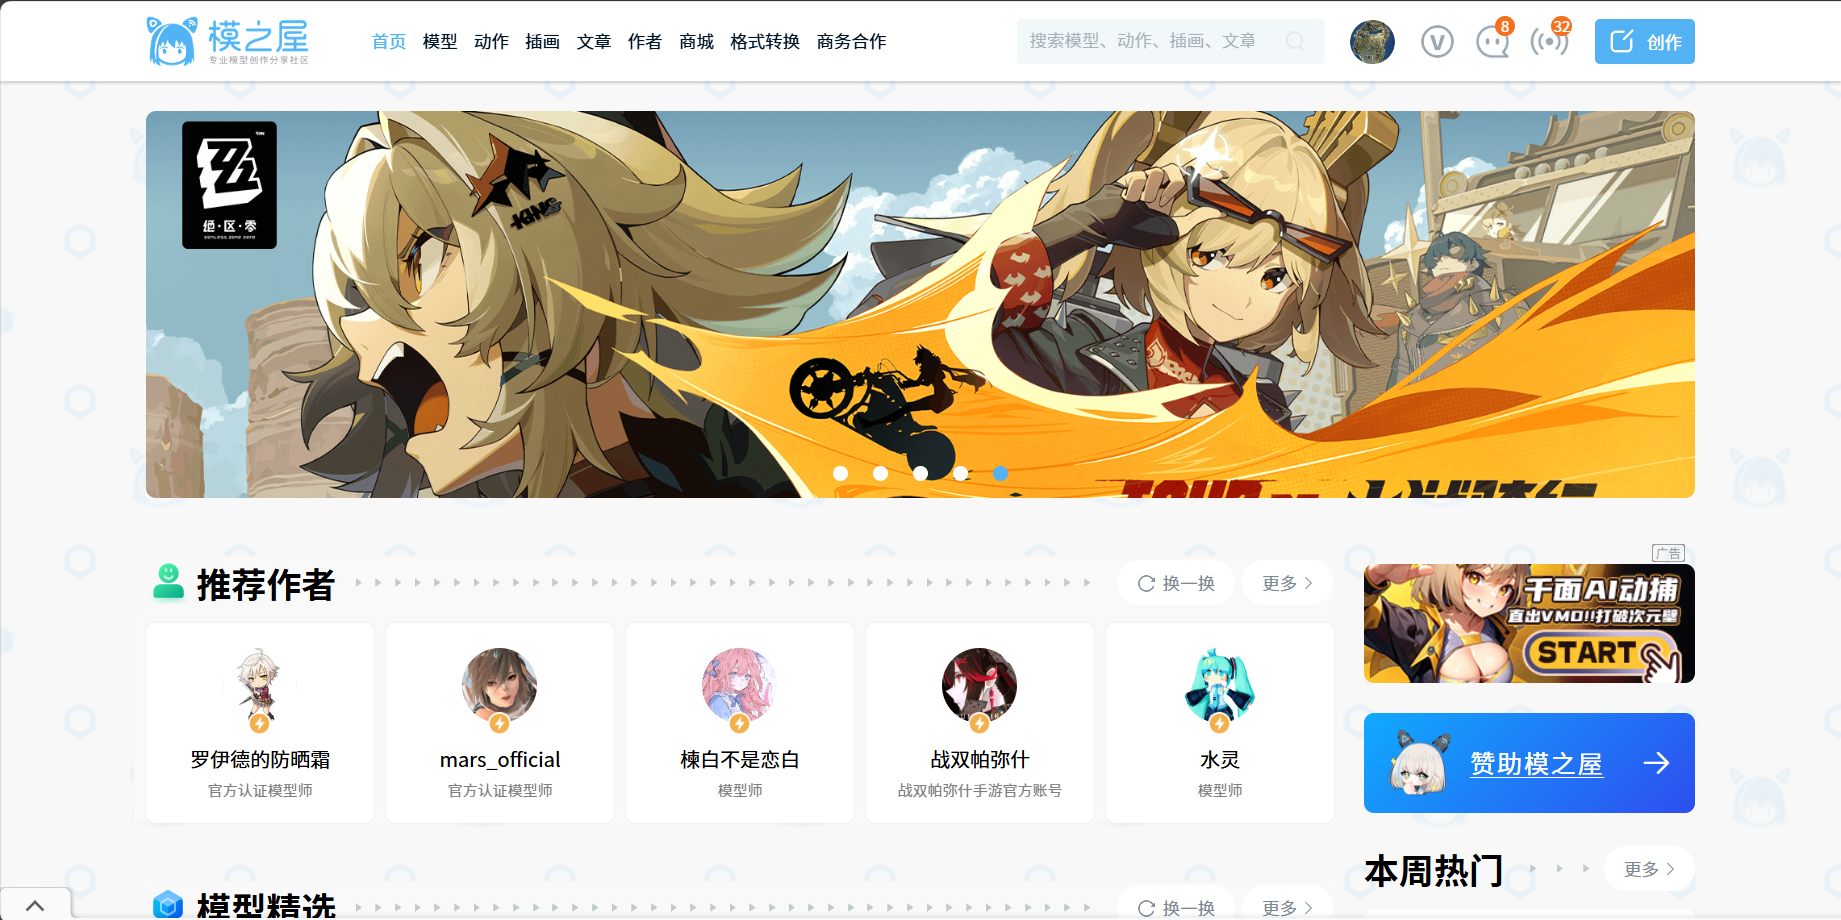 模之屋
专业模型创作分享社区
首页 模型 动作 插画 文章 作者 商城 格式转换 商务合作
搜索模型、动作、插画、文章
V
8
32
创作
绝·区·零
ZENLESS ZONE ZERO
KING
广告
推荐作者
换一换
更多
千面AI动捕
直出VMD!!打破次元壁
START
罗伊德的防晒霜
官方认证模型师
mars_official
官方认证模型师
楝白不是恋白
模型师
战双帕弥什
战双帕弥什手游官方账号
水灵
模型师
赞助模之屋
本周热门
更多
模型精选
换一换
更多